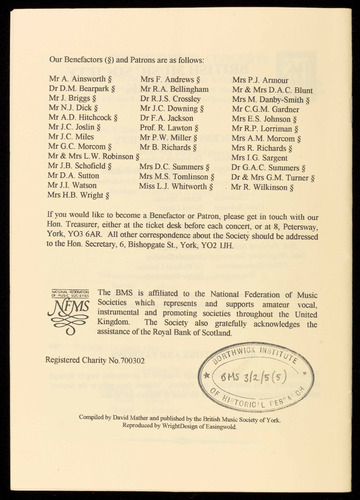 Our Benefactors (§) and Patrons are as follows:
Mr A. Ainsworth § Mrs F. Andrews § Mrs P.J. Armour
Dr D.M. Bearpark § Mr R.A. Bellingham Mr & Mrs D.A.C. Blunt
Mr J. Briggs § Dr R.J.S. Crossley Mrs M. Danby-Smith §
Mr N.J. Dick § Mr J.C. Downing § Mr C.G.M. Gardner
Mr A.D. Hitchcock § Dr F.A. Jackson Mrs E.S. Johnson §
Mr J.C. Joslin § Prof. R. Lawton § Mr R.P. Lorriman §
Mr J.C. Miles Mr P.W. Miller § Mrs A.M. Morcom §
Mr G.C. Morcom § Mr B. Richards § Mrs R. Richards §
Mr & Mrs L.W. Robinson § Mrs I.G. Sargent
Mr J.B. Schofield § Mrs D.C. Summers § Dr G.A.C. Summers §
Mr D.A. Sutton Mrs M.S. Tomlinson § Dr & Mrs G.M. Turner §
Mr J.I. Watson Miss L.J. Whitworth § Mr R. Wilkinson §
Mrs H.B. Wright §
If you would like to become a Benefactor or Patron, please get in touch with our
Hon. Treasurer, either at the ticket desk before each concert, or at 8, Petersway,
York, YO3 6AR. All other correspondence about the Society should be addressed
to the Hon. Secretary, 6, Bishopgate St., York, YO2 1JH.
NATIONAL FEDERATION
OF MUSIC SOCIETIES
NFMS
The BMS is affiliated to the National Federation of Music
Societies which represents and supports amateur vocal,
instrumental and promoting societies throughout the United
Kingdom. The Society also gratefully acknowledges the
assistance of the Royal Bank of Scotland.
Registered Charity No.700302
BORTHWICK INSTITUTE
BMS 3/2/5(5)
OF HISTORICAL RESEARCH
Compiled by David Mather and published by the British Music Society of York.
Reproduced by WrightDesign of Easingwold.